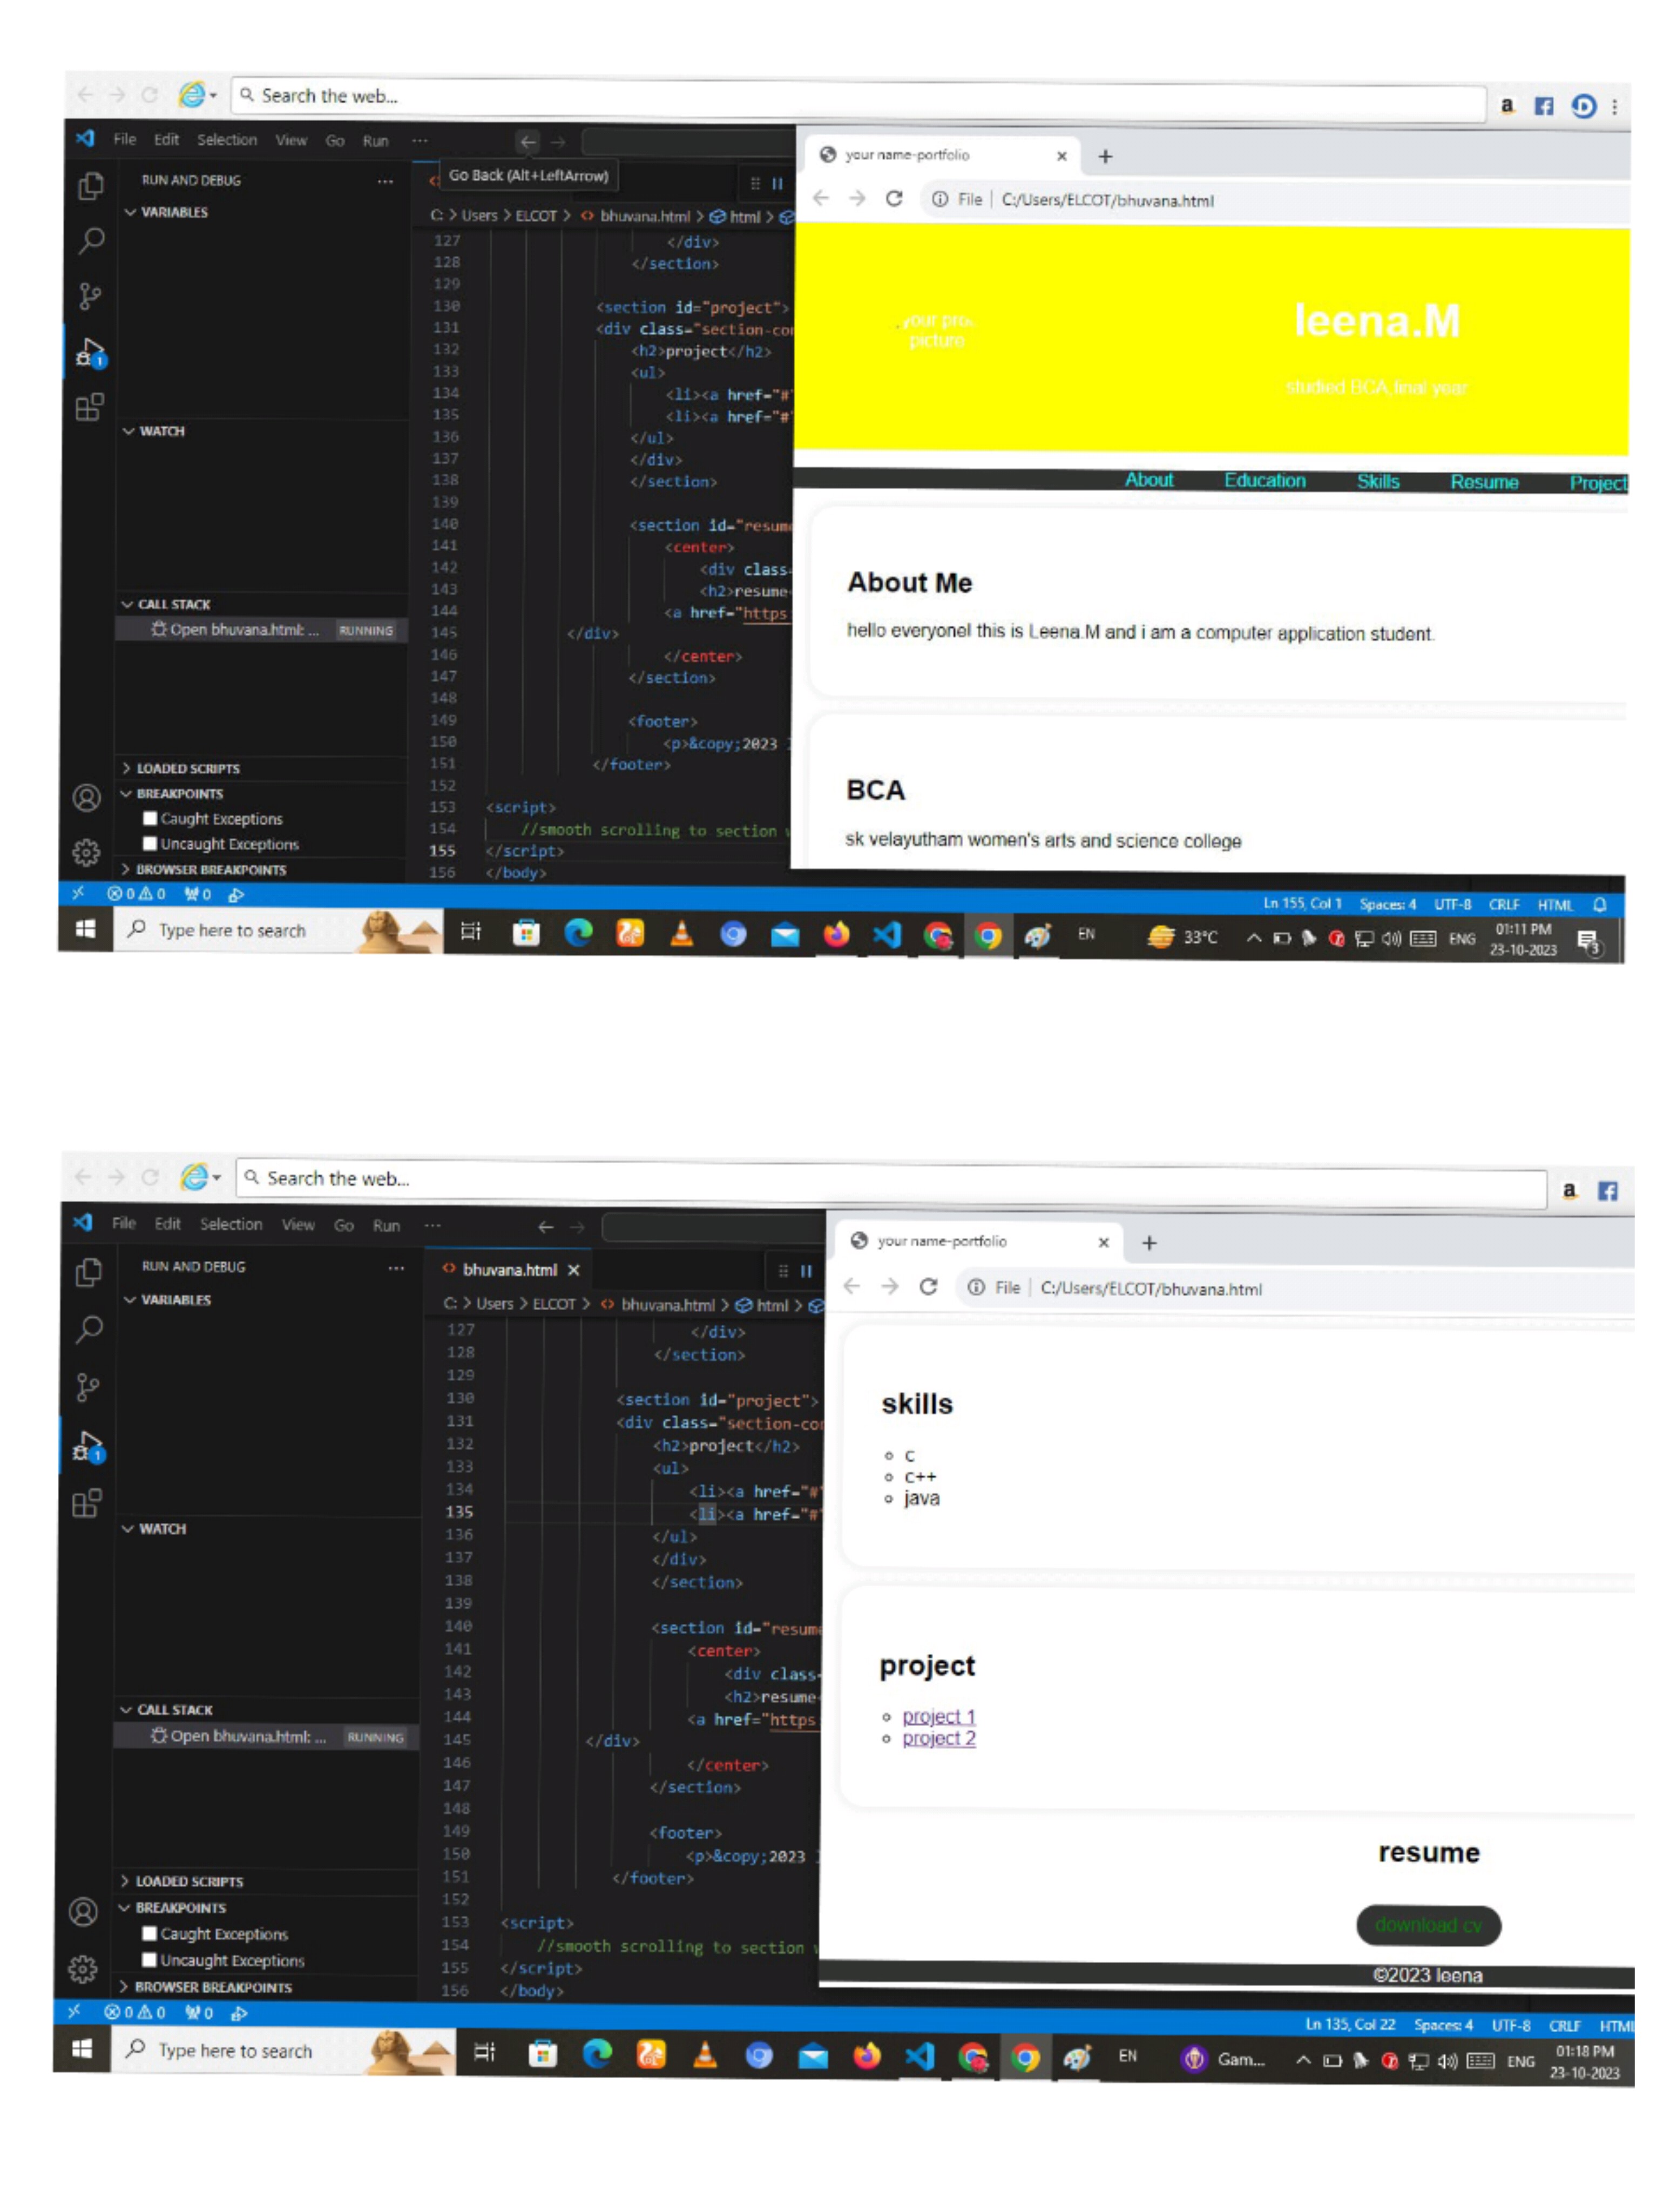 Search the web...
a
File Edit Selection View Go Run ...
Go Back (Alt+LeftArrow)
your name-portfolio
RUN AND DEBUG
File C:/Users/ELCOT/bhuvana.html
VARIABLES
C: > Users > ELCOT > bhuvana.html > html >
127 </div>
128 </section>
129
130 <section id="project">
131 <div class="section-con
132 <h2>project</h2>
133 <ul>
134 <li><a href="#"
135 <li><a href="#"
136 </ul>
137 </div>
138 </section>
139
140 <section id="resume
141 <center>
142 <div class=
143 <h2>resume<
144 <a href="https:
145 </div>
146 </center>
147 </section>
148
149 <footer>
150 <p>&copy;2023
151 </footer>
152
153 <script>
154 //smooth scrolling to section w
155 </script>
156 </body>
WATCH
CALL STACK
Open bhuvana.html: ... RUNNING
LOADED SCRIPTS
BREAKPOINTS
Caught Exceptions
Uncaught Exceptions
BROWSER BREAKPOINTS
your pro
picture
leena.M
studied BCA,final year
About Education Skills Resume Project
About Me
hello everyone! this is Leena.M and i am a computer application student.
BCA
sk velayutham women's arts and science college
0 0 0
Ln 155, Col 1 Spaces: 4 UTF-8 CRLF HTML
Type here to search
EN
33°C
ENG
01:11 PM
23-10-2023
3
Search the web...
a
File Edit Selection View Go Run ...
your name-portfolio
RUN AND DEBUG
bhuvana.html
File C:/Users/ELCOT/bhuvana.html
VARIABLES
C: > Users > ELCOT > bhuvana.html > html >
127 </div>
128 </section>
129
130 <section id="project">
131 <div class="section-con
132 <h2>project</h2>
133 <ul>
134 <li><a href="#"
135 <li><a href="#"
136 </ul>
137 </div>
138 </section>
139
140 <section id="resume
141 <center>
142 <div class=
143 <h2>resume<
144 <a href="https:
145 </div>
146 </center>
147 </section>
148
149 <footer>
150 <p>&copy;2023
151 </footer>
152
153 <script>
154 //smooth scrolling to section w
155 </script>
156 </body>
WATCH
CALL STACK
Open bhuvana.html: ... RUNNING
LOADED SCRIPTS
BREAKPOINTS
Caught Exceptions
Uncaught Exceptions
BROWSER BREAKPOINTS
skills
c
c++
java
project
project 1
project 2
resume
download cv
©2023 leena
0 0 0
Ln 135, Col 22 Spaces: 4 UTF-8 CRLF HTML
Type here to search
EN
Gam...
ENG
01:18 PM
23-10-2023